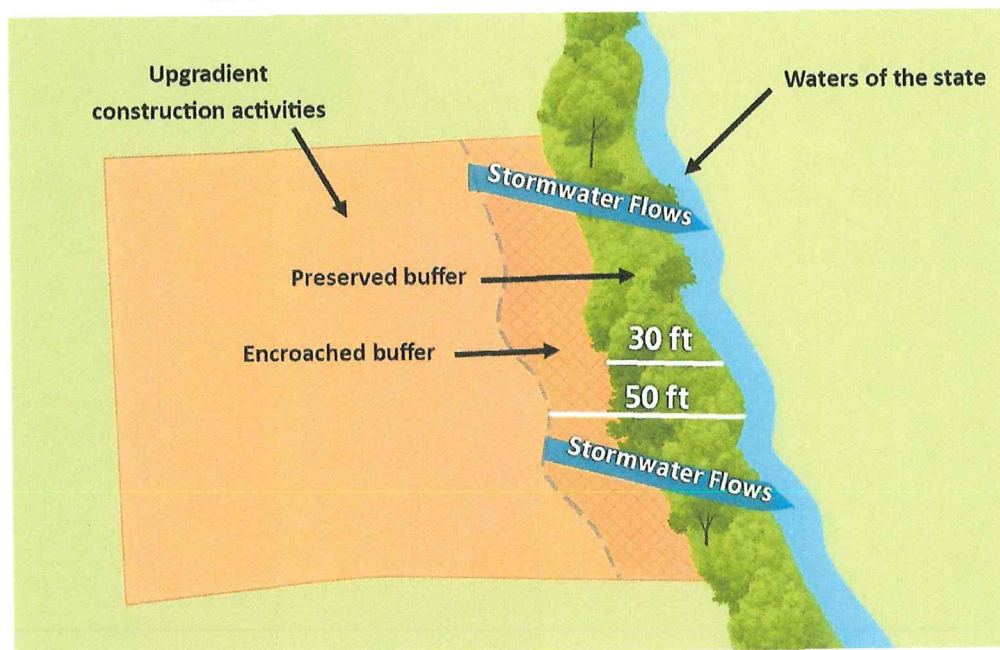 Upgradient
construction activities
Waters of the state
Stormwater Flows
Preserved buffer
30 ft
Encroached buffer
50 ft
Stormwater Flows